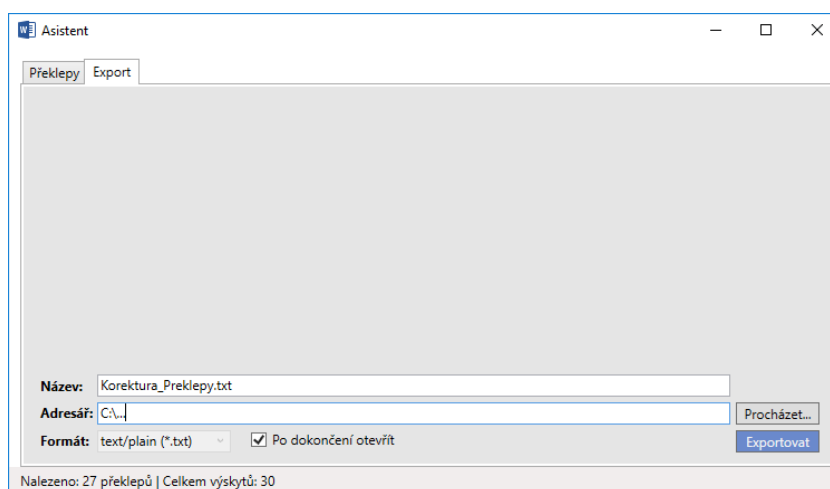 Asistent
Překlepy Export
Název: Korektura_Preklepy.txt
Adresář: C:\... Procházet...
Formát: text/plain (*.txt) Po dokončení otevřít Exportovat
Nalezeno: 27 překlepů | Celkem výskytů: 30